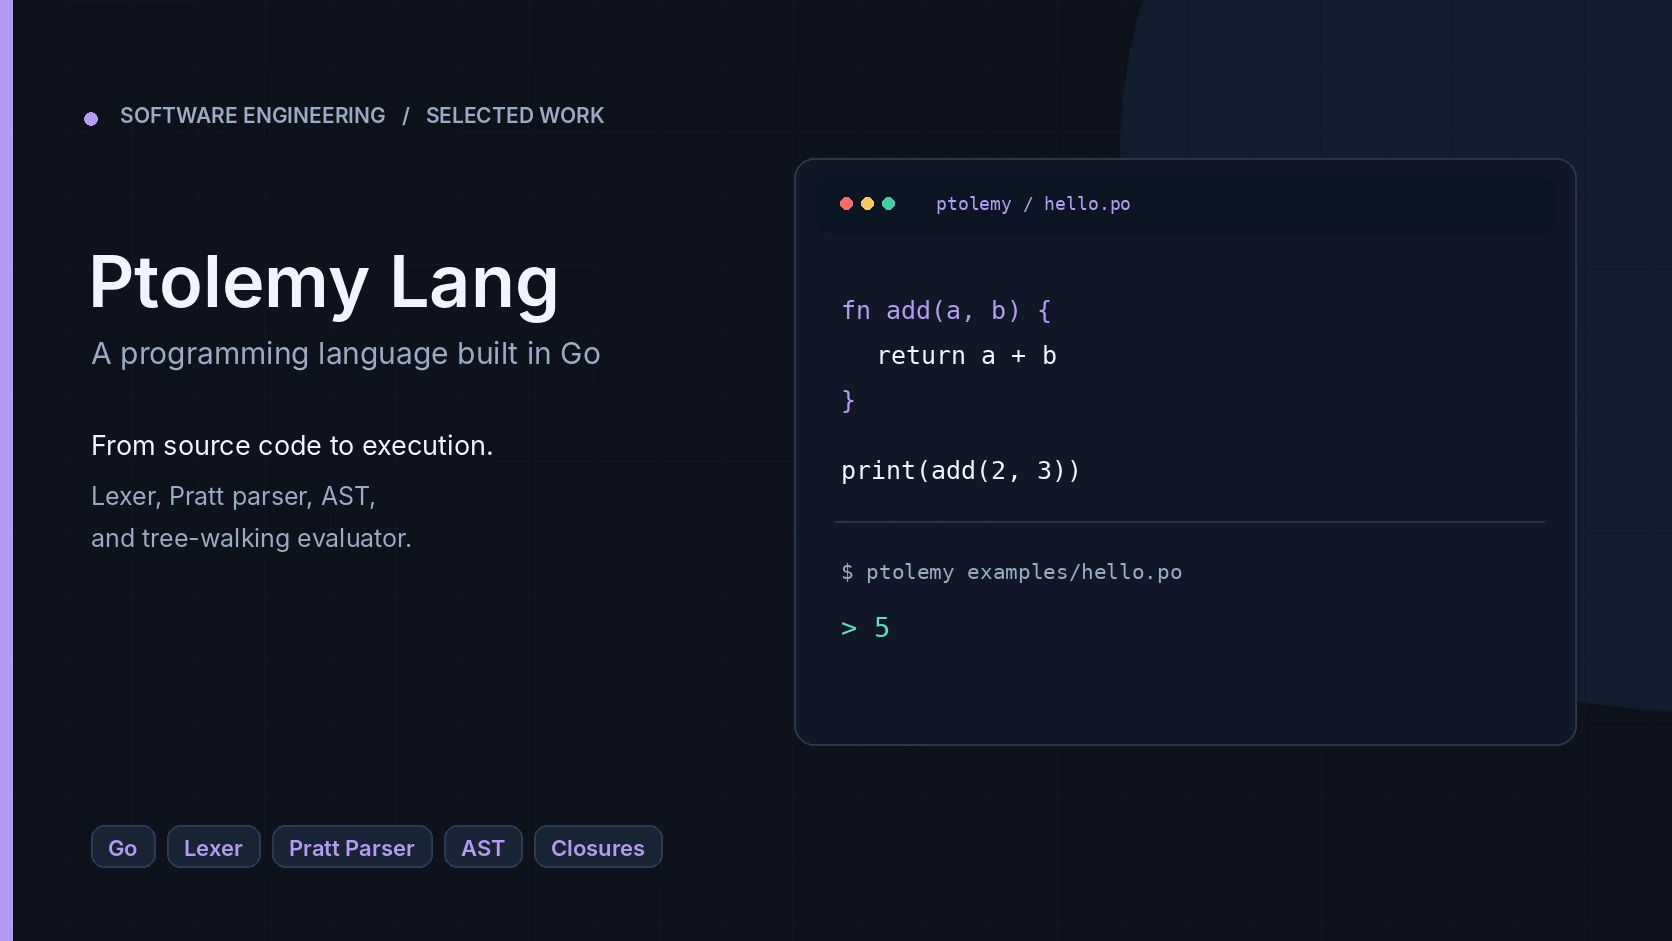 SOFTWARE ENGINEERING / SELECTED WORK
Ptolemy Lang
A programming language built in Go
From source code to execution.
Lexer, Pratt parser, AST,
and tree-walking evaluator.
Go
Lexer
Pratt Parser
AST
Closures
ptolemy / hello.po
fn add(a, b) {
return a + b
}
print(add(2, 3))
$ ptolemy examples/hello.po
> 5